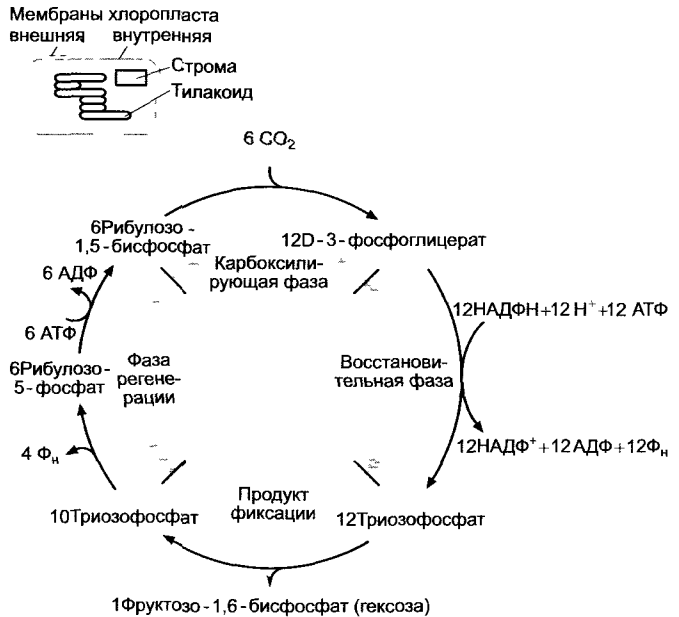 Мембраны хлоропласта
внешняя внутренняя
Строма
Тилакоид
6 CO₂
6Рибулозо-
1,5-бисфосфат
12D-3-фосфоглицерат
Карбоксили-
рующая фаза
6 АДФ
6 АТФ
12НАДФН+12 H⁺+12 АТФ
6Рибулозо-
5-фосфат
Фаза
регене-
рации
Восстанови-
тельная фаза
4 Фн
12НАДФ⁺+12АДФ+12Фн
Продукт
фиксации
10Триозофосфат
12Триозофосфат
1Фруктозо-1,6-бисфосфат (гексоза)